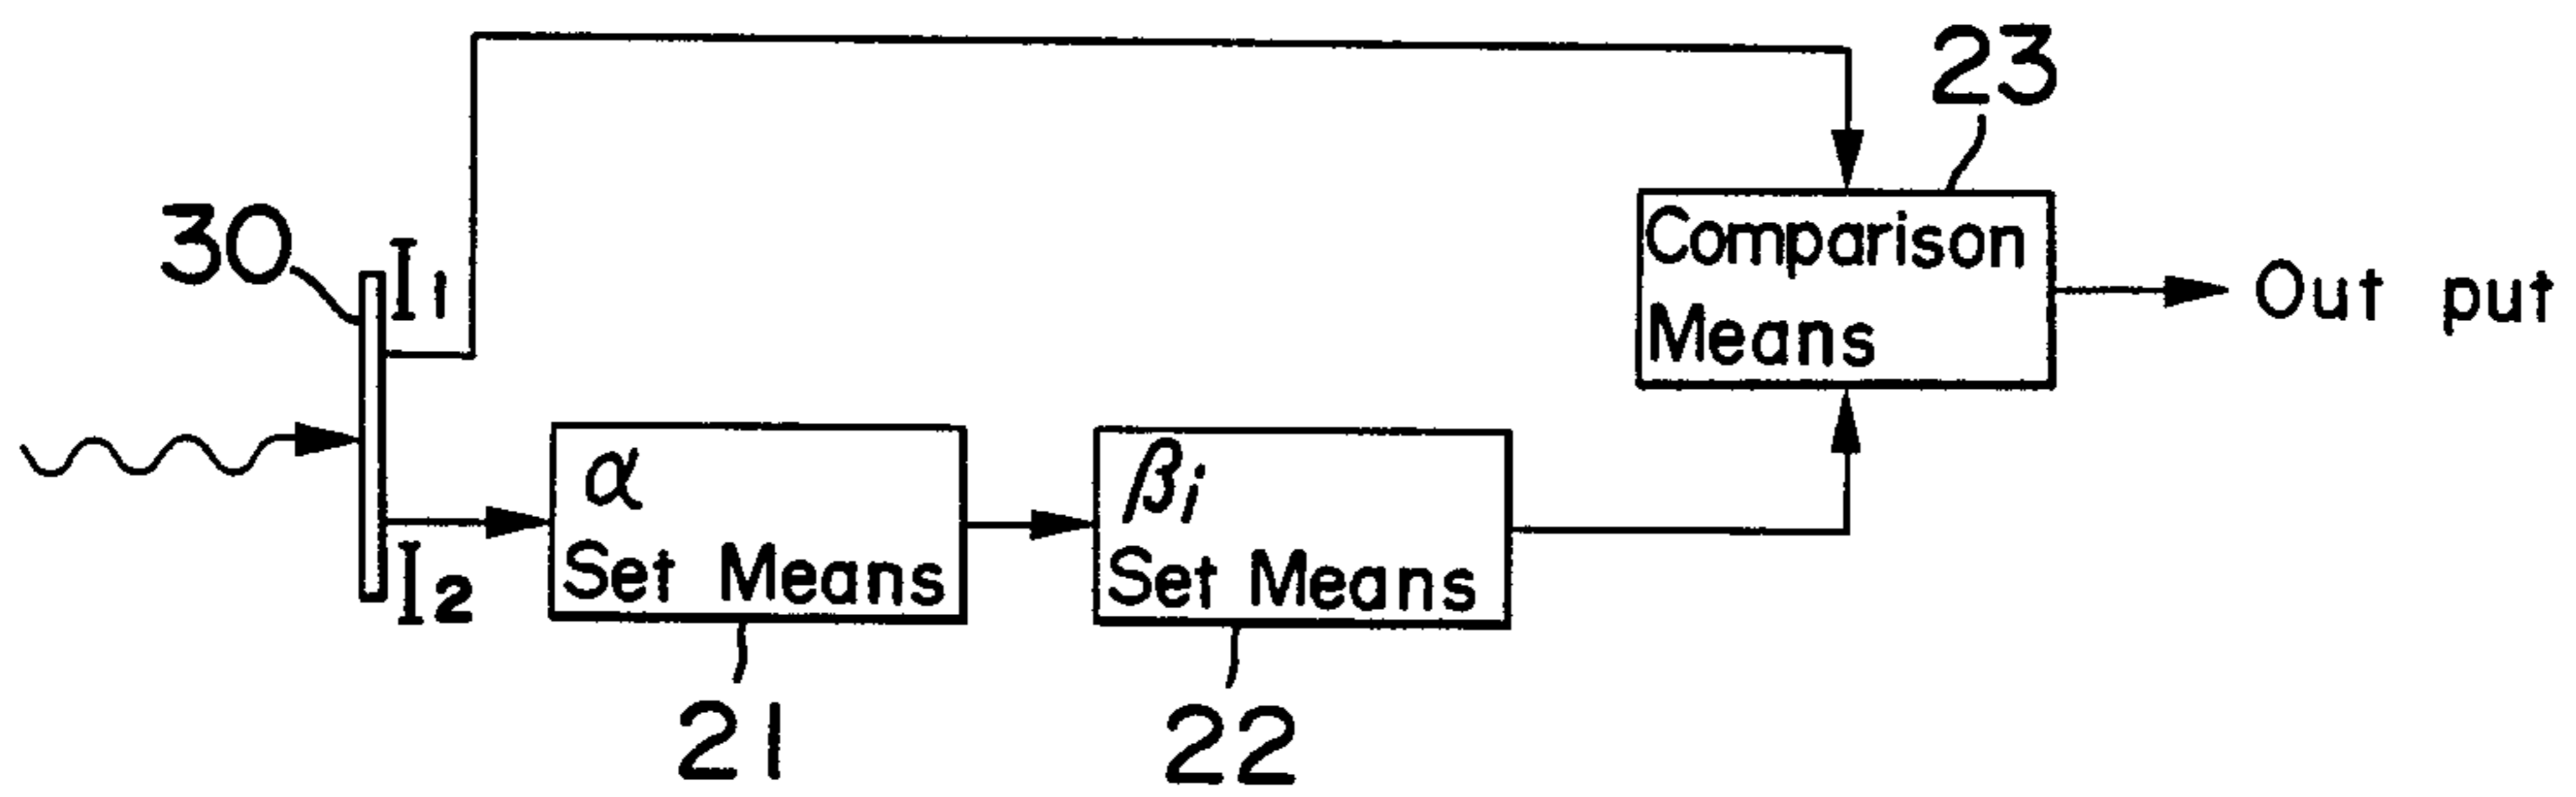 23
30
I₁
Comparison
Means
Out put
α
Set Means
βi
Set Means
I₂
21
22